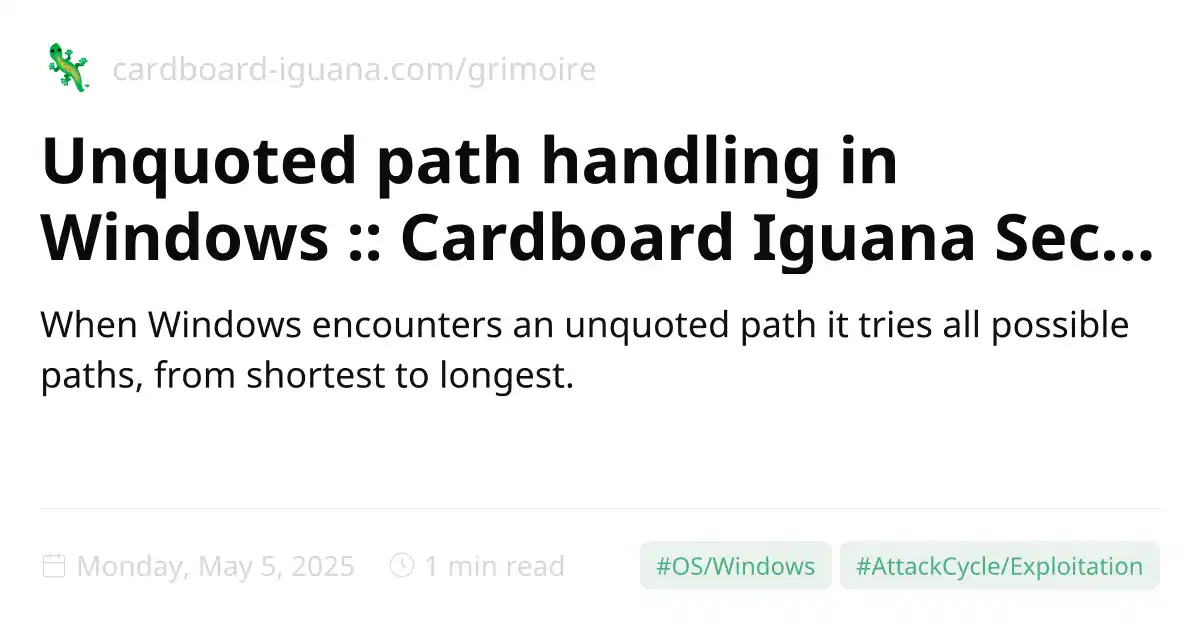 cardboard-iguana.com/grimoire
Unquoted path handling in
Windows :: Cardboard Iguana Sec...
When Windows encounters an unquoted path it tries all possible
paths, from shortest to longest.
Monday, May 5, 2025 1 min read #OS/Windows #AttackCycle/Exploitation